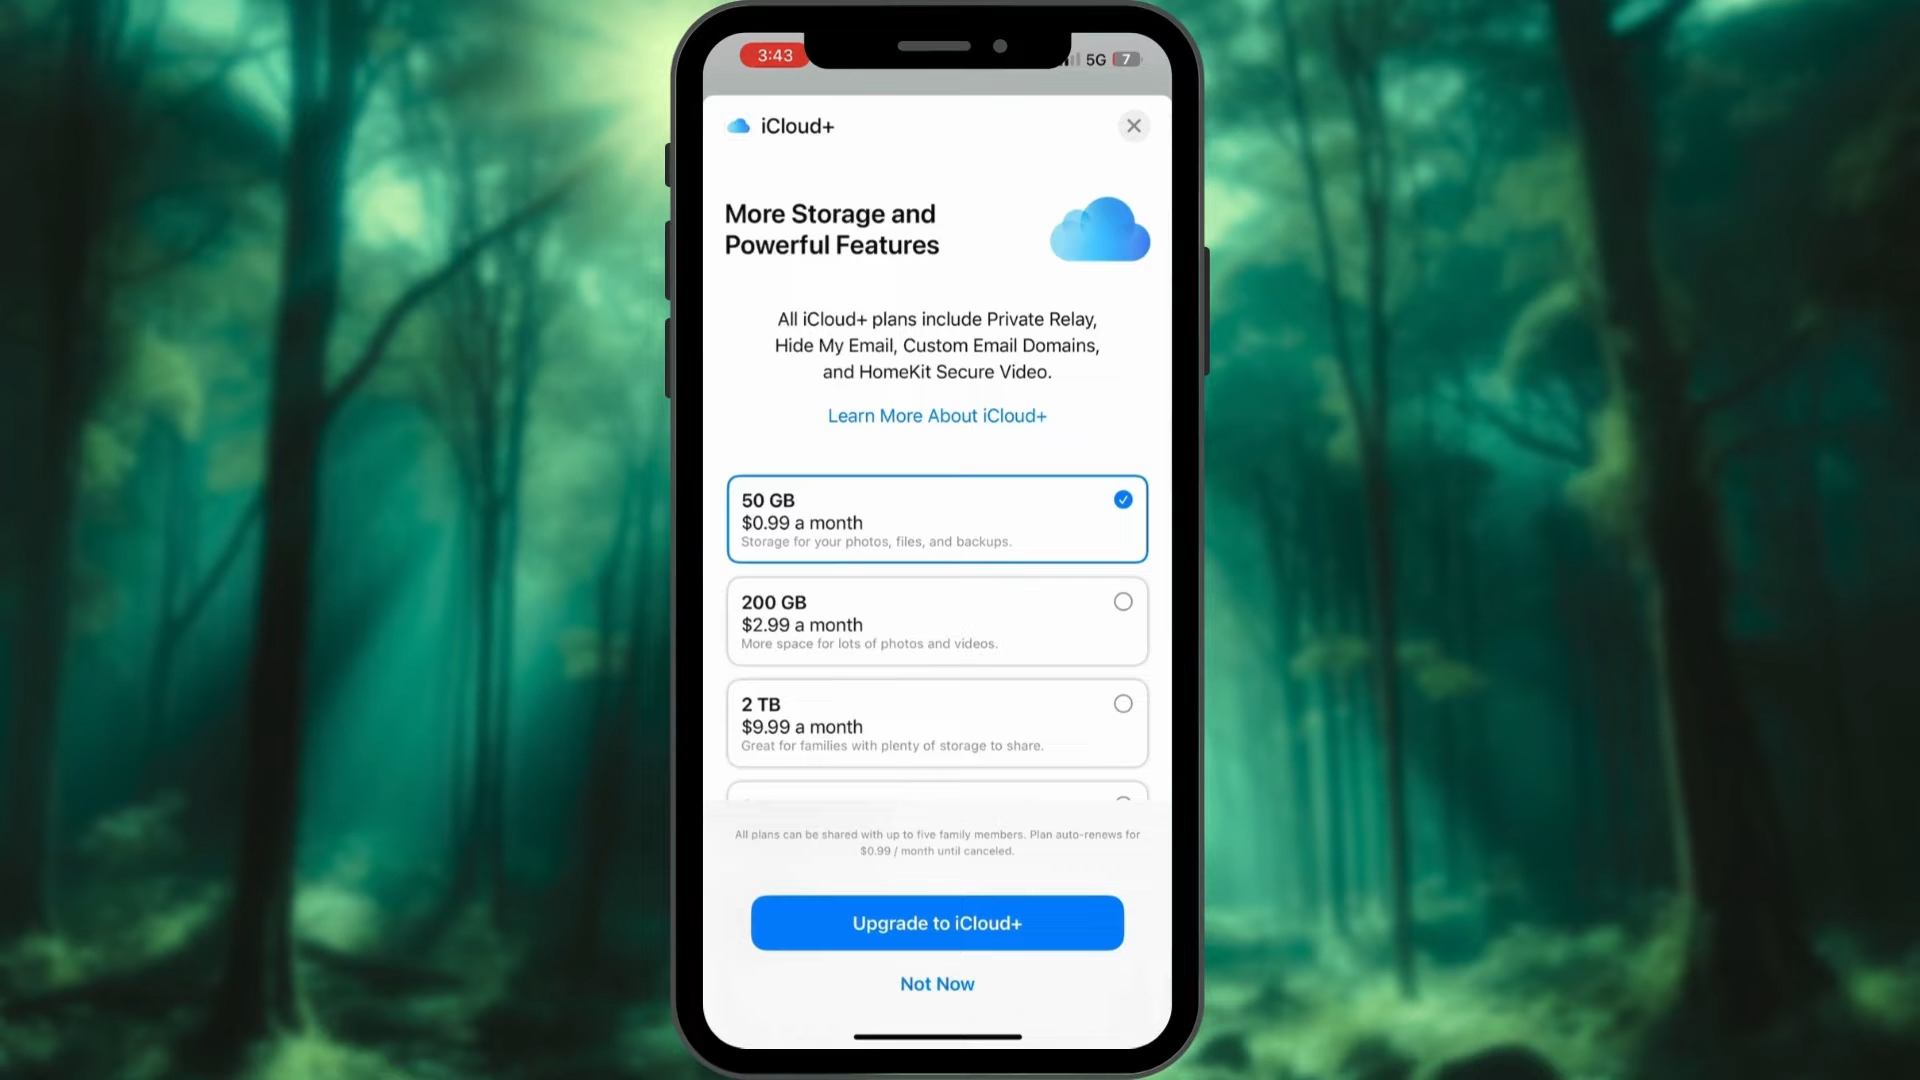 3:43
5G 7
iCloud+
More Storage and
Powerful Features
All iCloud+ plans include Private Relay,
Hide My Email, Custom Email Domains,
and HomeKit Secure Video.
Learn More About iCloud+
50 GB
$0.99 a month
Storage for your photos, files, and backups.
200 GB
$2.99 a month
More space for lots of photos and videos.
2 TB
$9.99 a month
Great for families with plenty of storage to share.
All plans can be shared with up to five family members. Plan auto-renews for
$0.99 / month until canceled.
Upgrade to iCloud+
Not Now